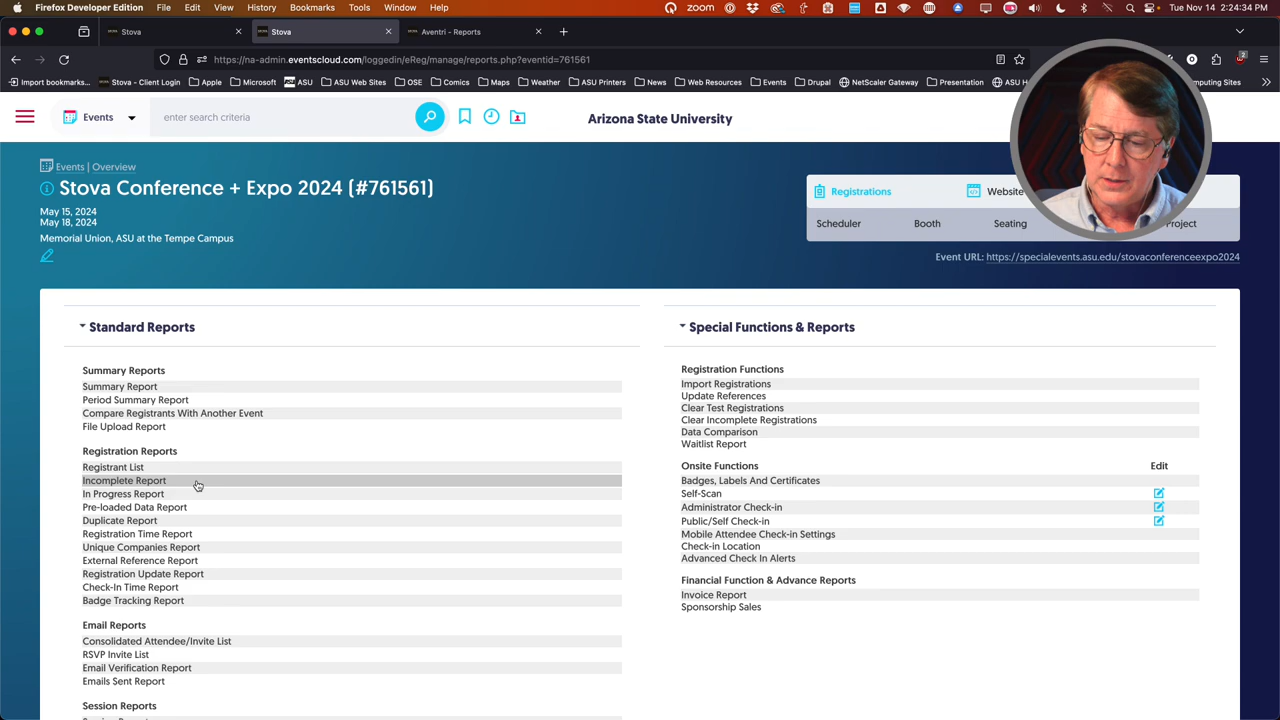 Firefox Developer Edition File Edit View History Bookmarks Tools Window Help zoom Tue Nov 14 2:24:34 PM
Stova Stova Aventri - Reports
https://na-admin.eventscloud.com/loggedin/eReg/manage/reports.php?eventid=761561
Import bookmarks... Stova - Client Login Apple Microsoft ASU ASU Web Sites OSE Comics Maps Weather ASU Printers News Web Resources Events Drupal NetScaler Gateway Presentation ASU
Events enter search criteria Arizona State University
Events | Overview
Stova Conference + Expo 2024 (#761561)
May 15, 2024
May 18, 2024
Memorial Union, ASU at the Tempe Campus
Registrations Website
Scheduler Booth Seating Project
Event URL: https://specialevents.asu.edu/stovaconferenceexpo2024
Standard Reports
Summary Reports
Summary Report
Period Summary Report
Compare Registrants With Another Event
File Upload Report
Registration Reports
Registrant List
Incomplete Report
In Progress Report
Pre-loaded Data Report
Duplicate Report
Registration Time Report
Unique Companies Report
External Reference Report
Registration Update Report
Check-In Time Report
Badge Tracking Report
Email Reports
Consolidated Attendee/Invite List
RSVP Invite List
Email Verification Report
Emails Sent Report
Session Reports
Special Functions & Reports
Registration Functions
Import Registrations
Update References
Clear Test Registrations
Clear Incomplete Registrations
Data Comparison
Waitlist Report
Onsite Functions Edit
Badges, Labels And Certificates
Self-Scan
Administrator Check-in
Public/Self Check-in
Mobile Attendee Check-in Settings
Check-in Location
Advanced Check In Alerts
Financial Function & Advance Reports
Invoice Report
Sponsorship Sales